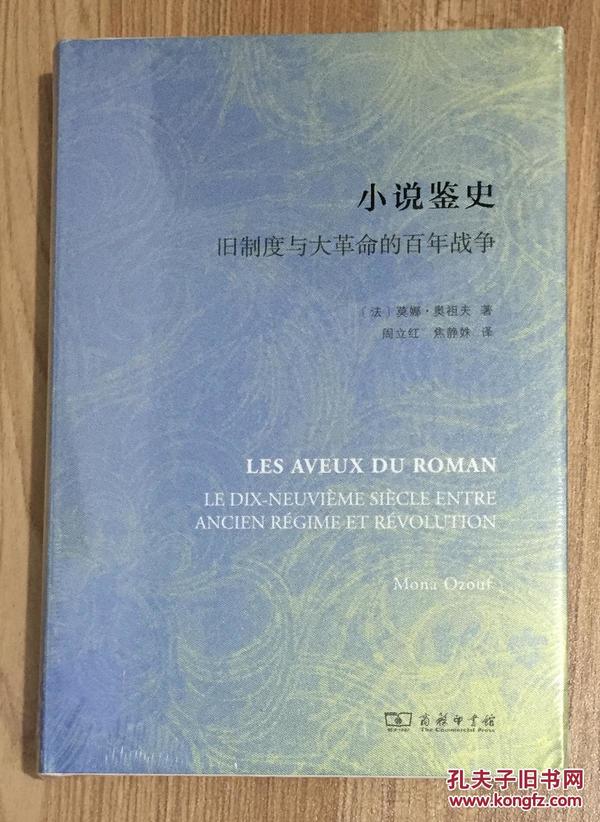 小说鉴史
旧制度与大革命的百年战争
〔法〕莫娜·奥祖夫 著
周立红 焦静姝 译
LES AVEUX DU ROMAN
LE DIX-NEUVIÈME SIÈCLE ENTRE
ANCIEN RÉGIME ET RÉVOLUTION
Mona Ozouf
商務印書館
The Commercial Press
孔夫子旧书网
www.kongfz.com